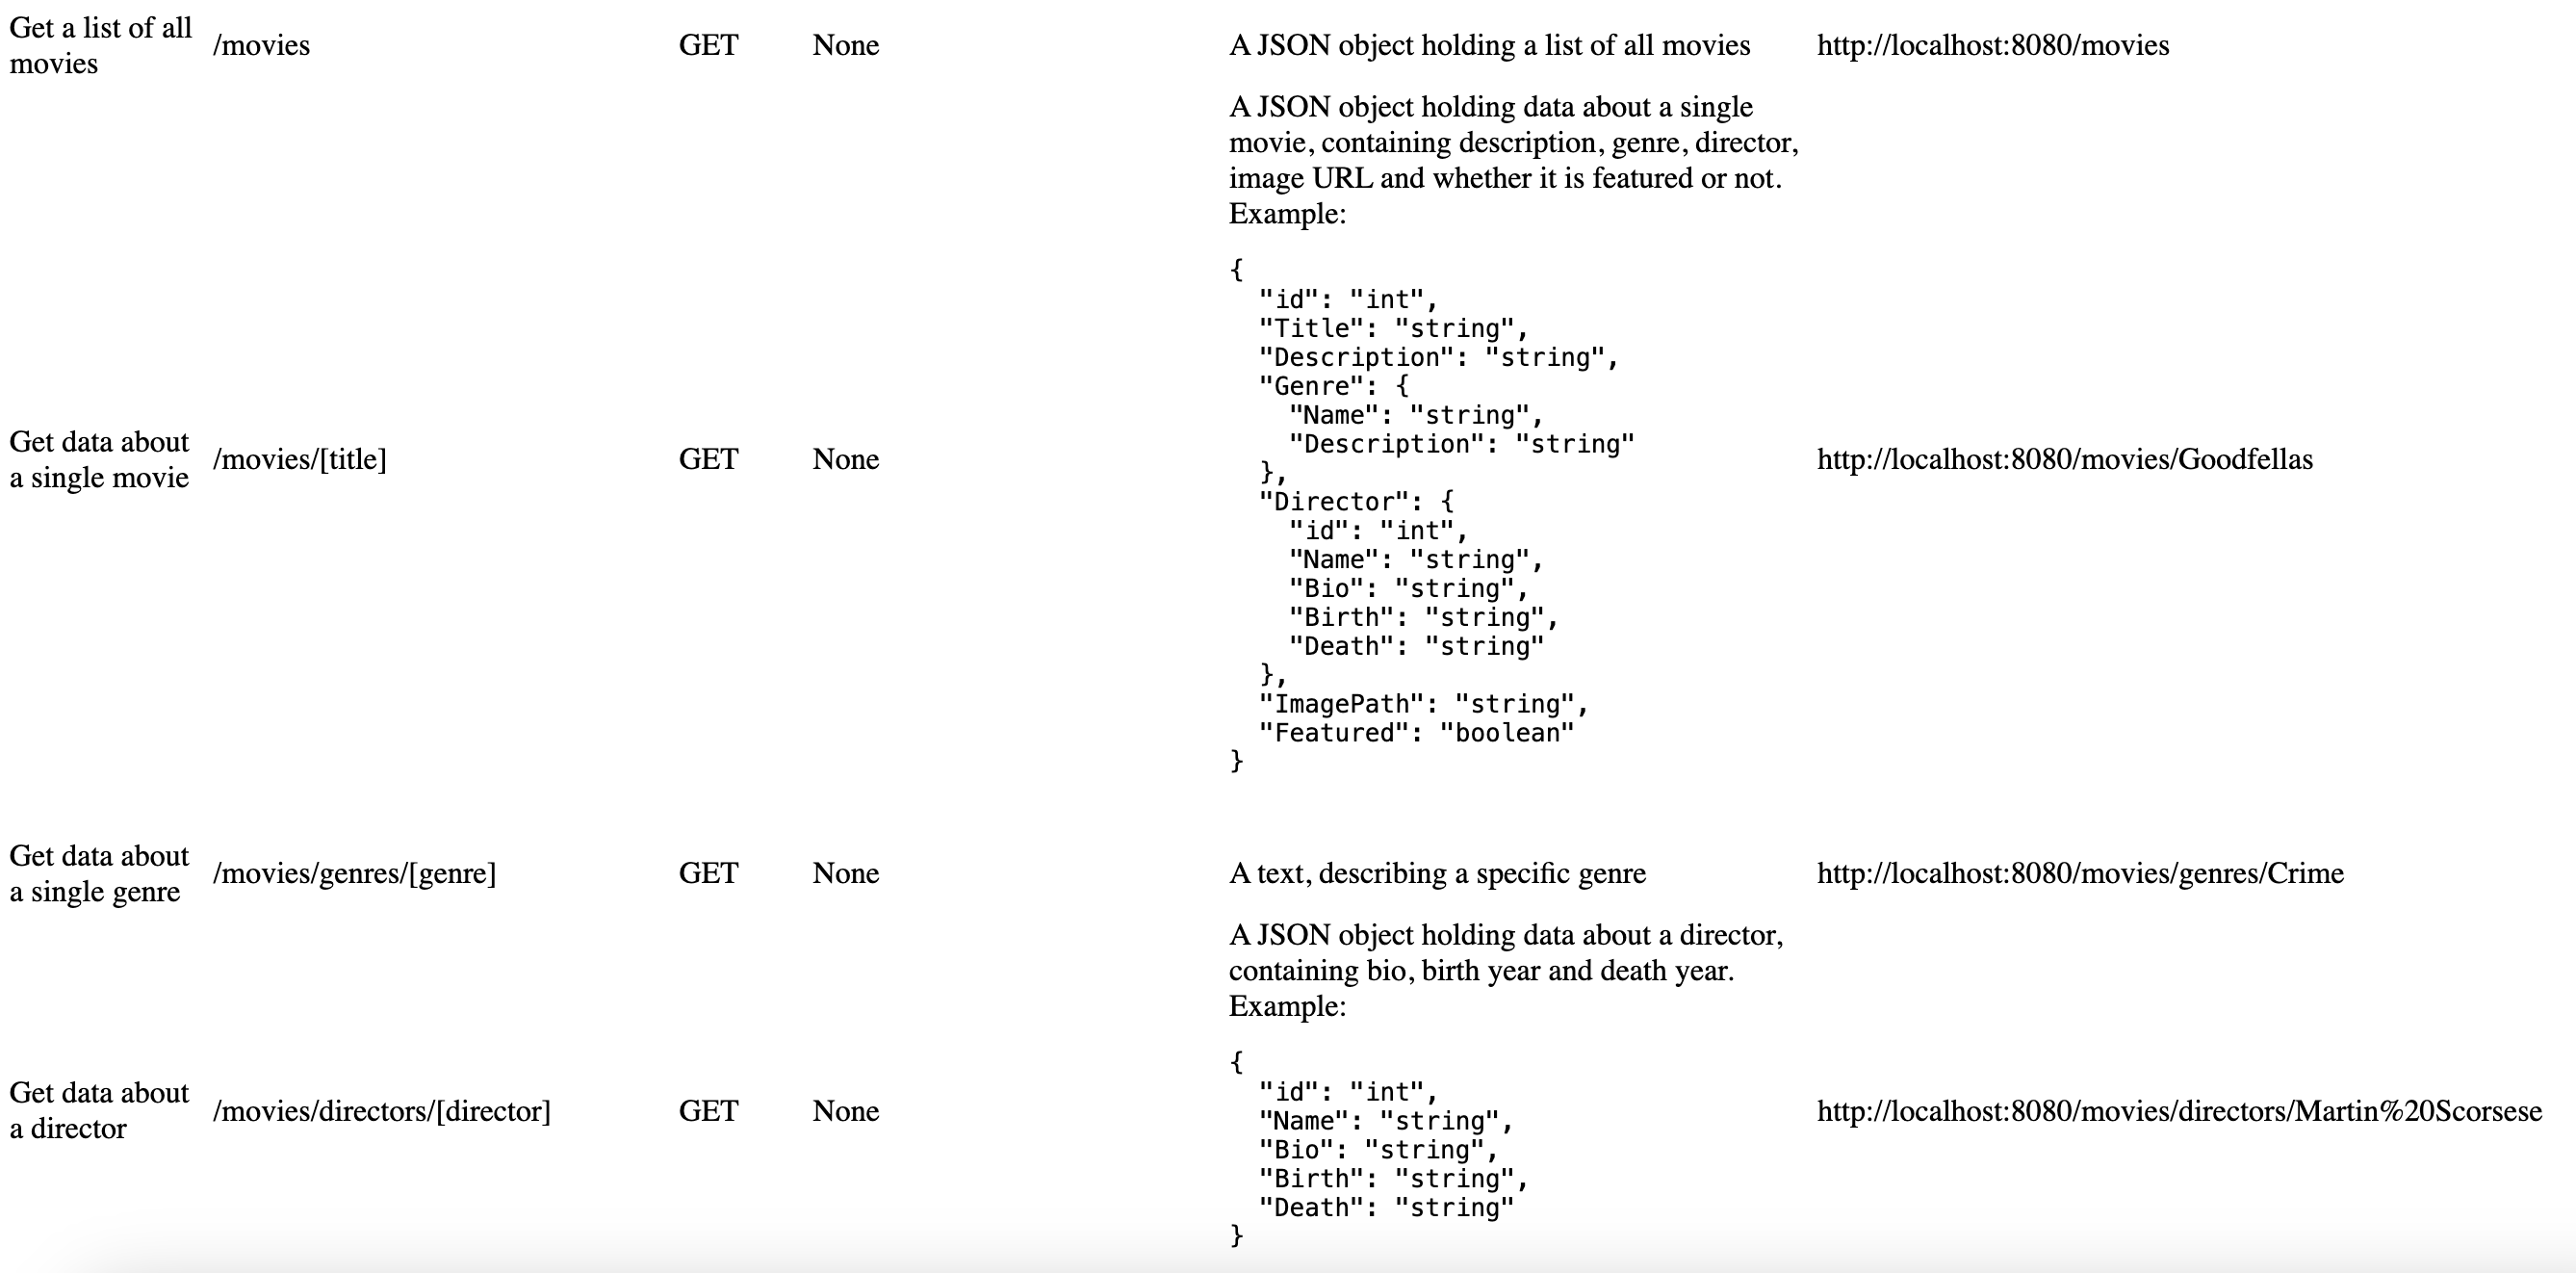 Get a list of all
movies
/movies
GET
None
A JSON object holding a list of all movies
http://localhost:8080/movies
Get data about
a single movie
/movies/[title]
GET
None
A JSON object holding data about a single
movie, containing description, genre, director,
image URL and whether it is featured or not.
Example:
{
  "id": "int",
  "Title": "string",
  "Description": "string",
  "Genre": {
    "Name": "string",
    "Description": "string"
  },
  "Director": {
    "id": "int",
    "Name": "string",
    "Bio": "string",
    "Birth": "string",
    "Death": "string"
  },
  "ImagePath": "string",
  "Featured": "boolean"
}
http://localhost:8080/movies/Goodfellas
Get data about
a single genre
/movies/genres/[genre]
GET
None
A text, describing a specific genre
http://localhost:8080/movies/genres/Crime
Get data about
a director
/movies/directors/[director]
GET
None
A JSON object holding data about a director,
containing bio, birth year and death year.
Example:
{
  "id": "int",
  "Name": "string",
  "Bio": "string",
  "Birth": "string",
  "Death": "string"
}
http://localhost:8080/movies/directors/Martin%20Scorsese